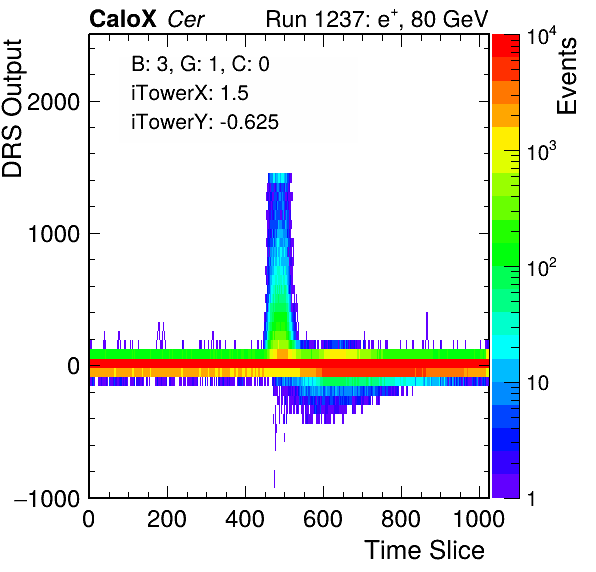 CaloX Cer
Run 1237: e+, 80 GeV
B: 3, G: 1, C: 0
iTowerX: 1.5
iTowerY: -0.625
DRS Output
2000
1000
0
−1000
0 200 400 600 800 1000
Time Slice
Events
10^4
10^3
10^2
10
1